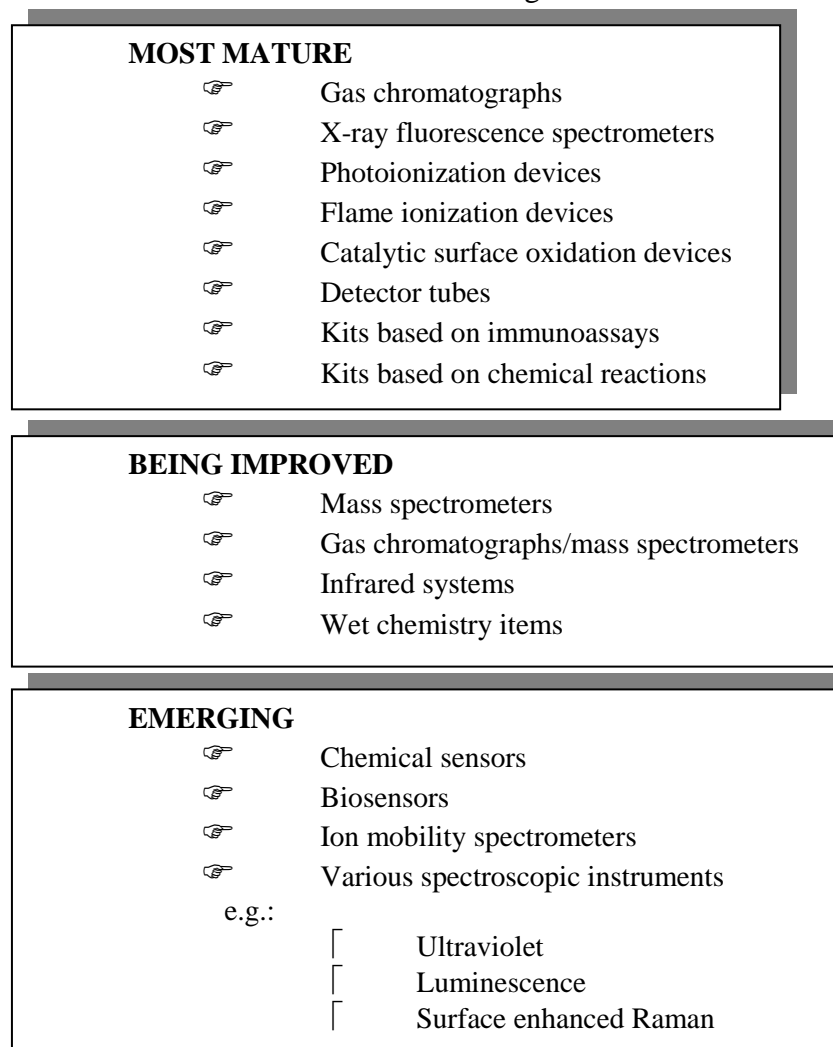 MOST MATURE
☞ Gas chromatographs
☞ X-ray fluorescence spectrometers
☞ Photoionization devices
☞ Flame ionization devices
☞ Catalytic surface oxidation devices
☞ Detector tubes
☞ Kits based on immunoassays
☞ Kits based on chemical reactions
BEING IMPROVED
☞ Mass spectrometers
☞ Gas chromatographs/mass spectrometers
☞ Infrared systems
☞ Wet chemistry items
EMERGING
☞ Chemical sensors
☞ Biosensors
☞ Ion mobility spectrometers
☞ Various spectroscopic instruments
e.g.:
⎡ Ultraviolet
⎡ Luminescence
⎡ Surface enhanced Raman